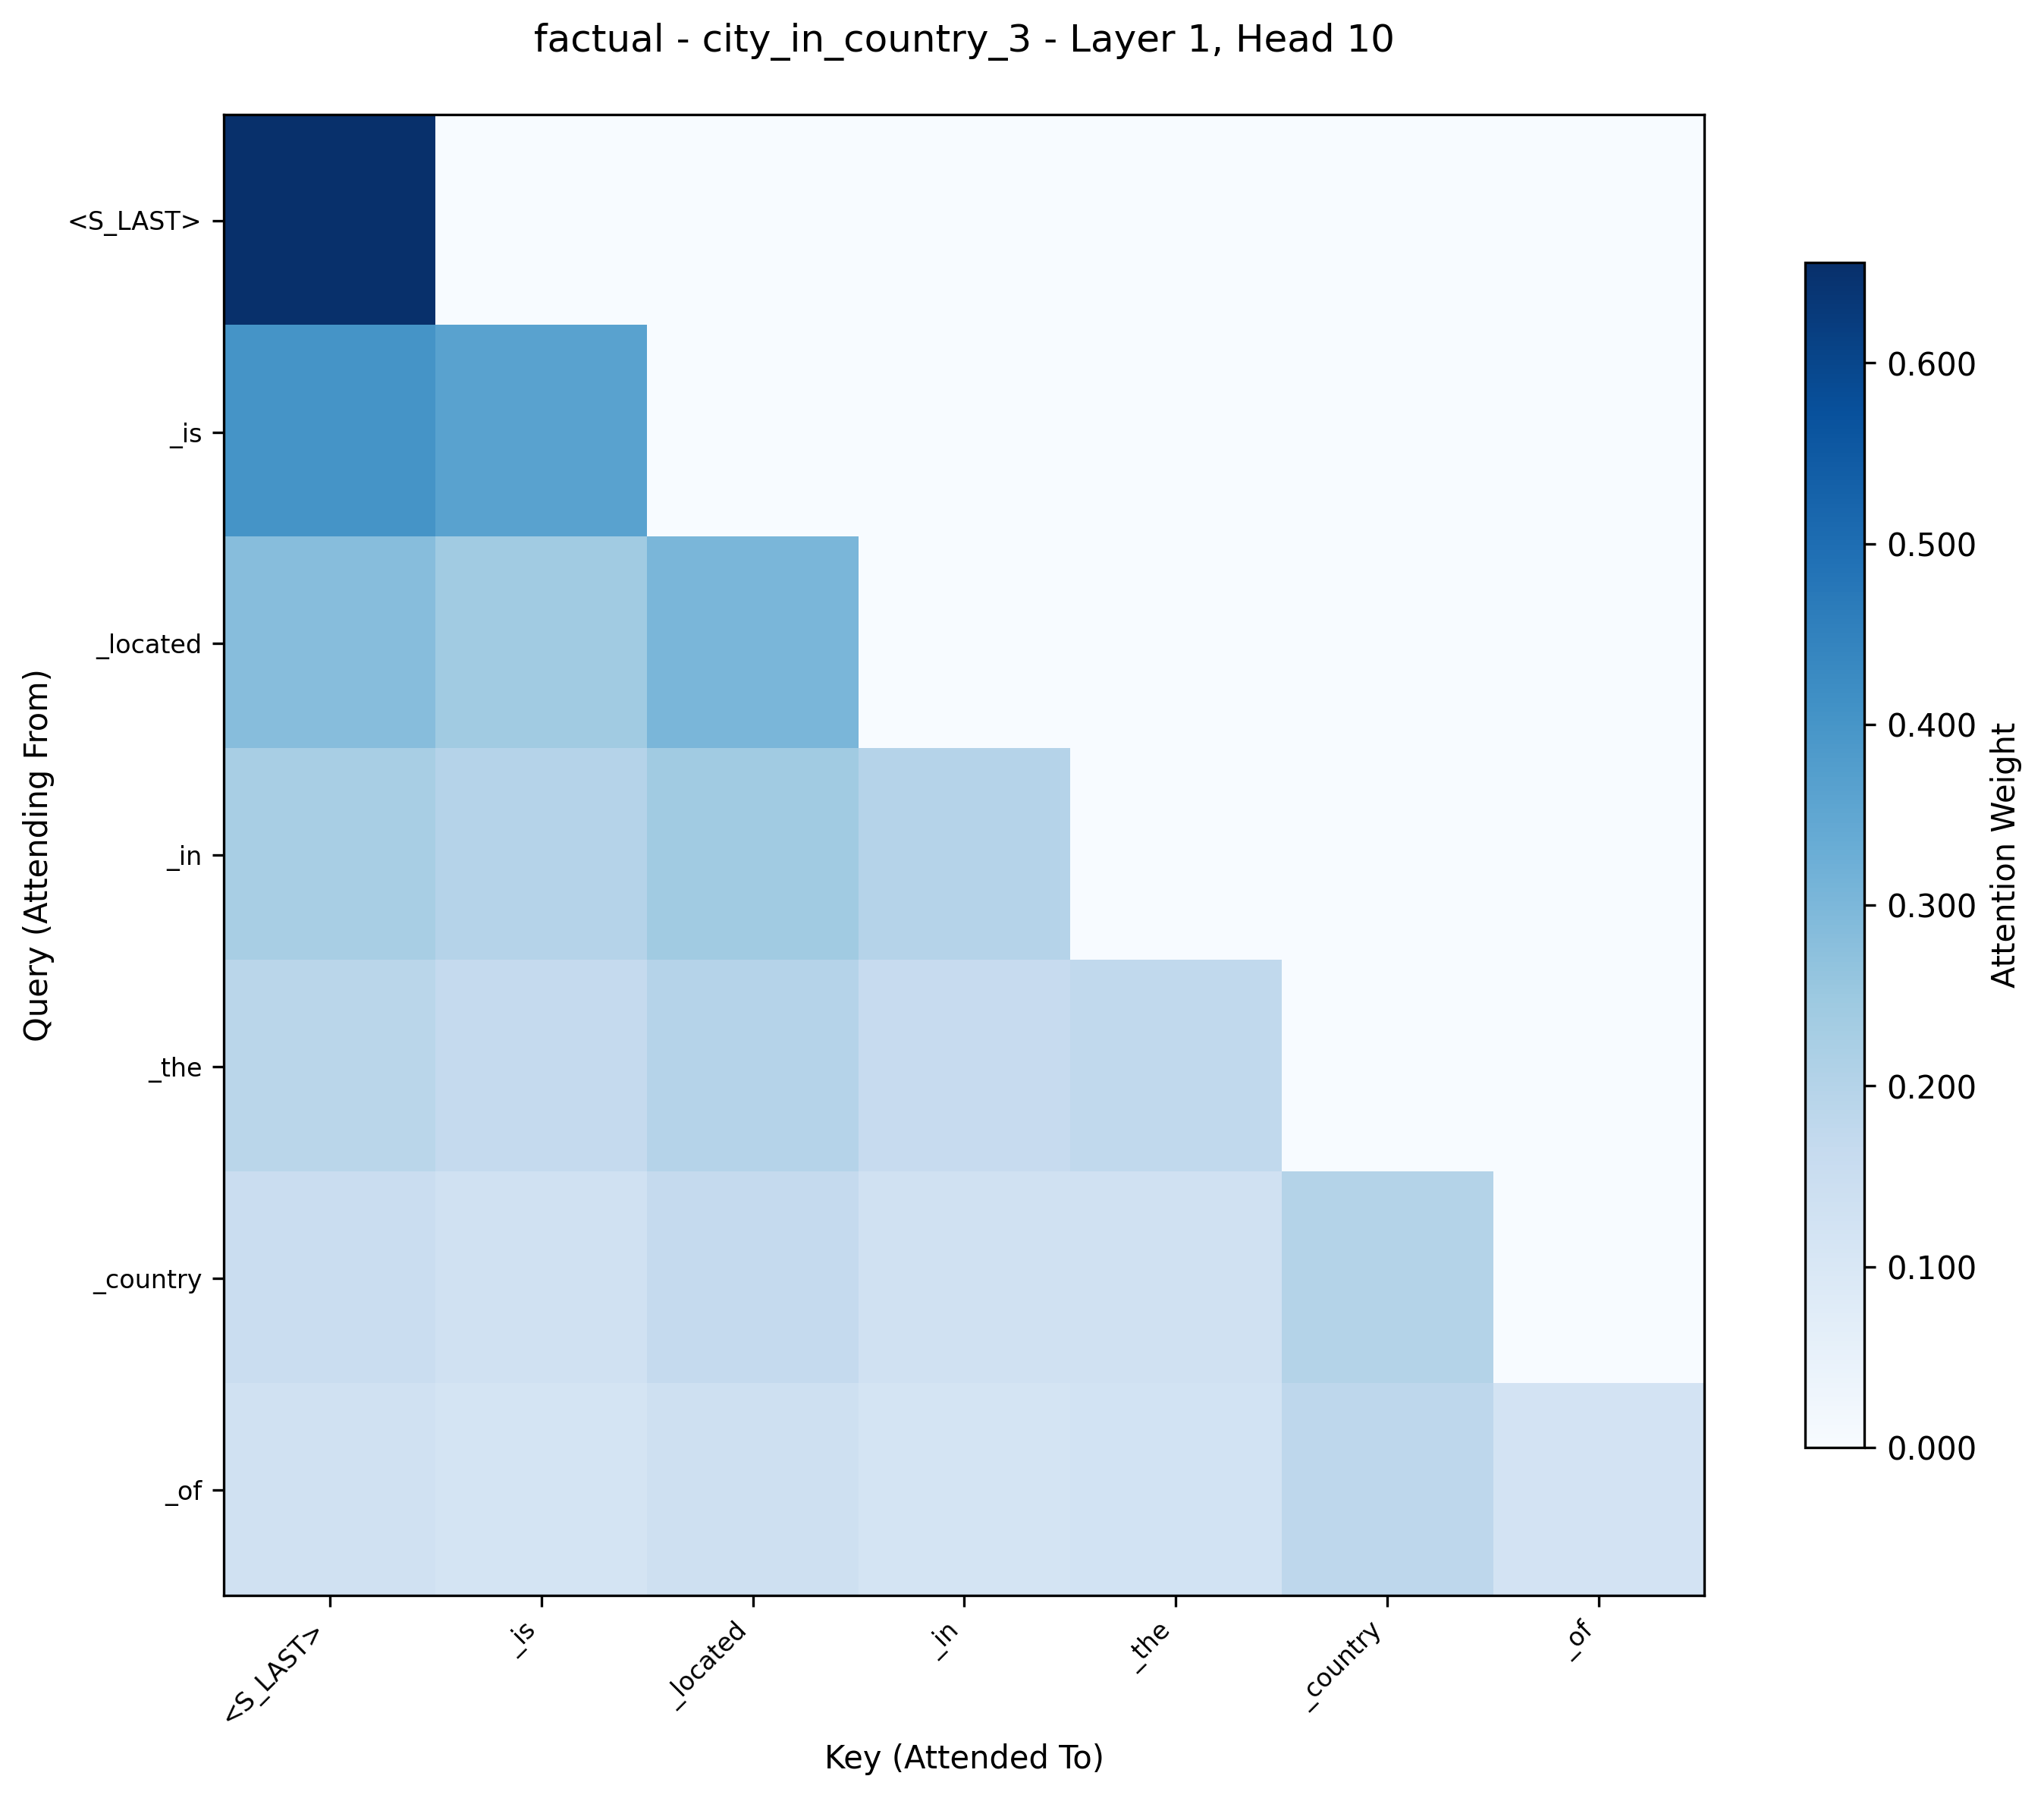 factual - city_in_country_3 - Layer 1, Head 10
Query (Attending From)
<S_LAST>
_is
_located
_in
_the
_country
_of
<S_LAST>
_is
_located
_in
_the
_country
_of
Key (Attended To)
0.600
0.500
0.400
0.300
0.200
0.100
0.000
Attention Weight